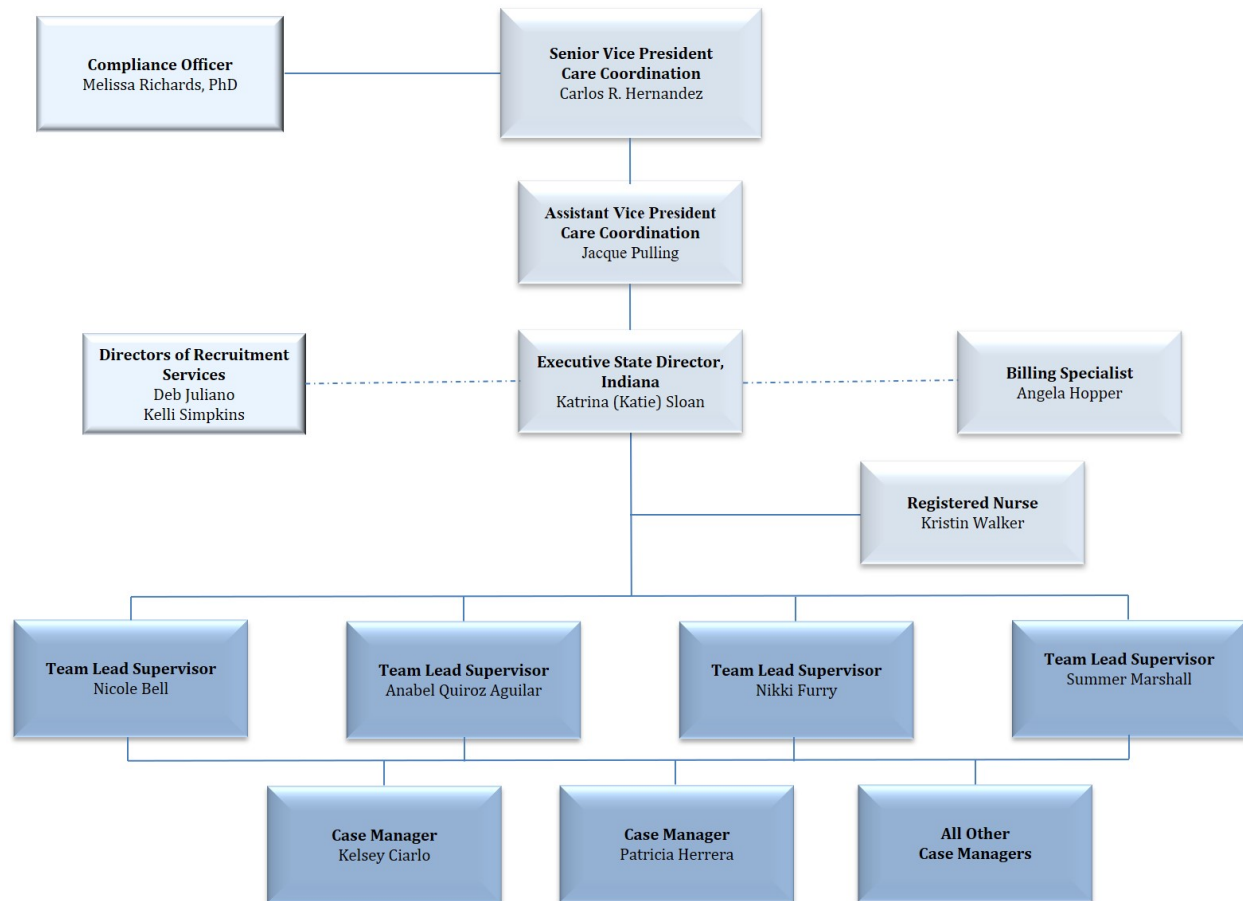 Compliance Officer
Melissa Richards, PhD
Senior Vice President
Care Coordination
Carlos R. Hernandez
Assistant Vice President
Care Coordination
Jacque Pulling
Directors of Recruitment
Services
Deb Juliano
Kelli Simpkins
Executive State Director,
Indiana
Katrina (Katie) Sloan
Billing Specialist
Angela Hopper
Registered Nurse
Kristin Walker
Team Lead Supervisor
Nicole Bell
Team Lead Supervisor
Anabel Quiroz Aguilar
Team Lead Supervisor
Nikki Furry
Team Lead Supervisor
Summer Marshall
Case Manager
Kelsey Ciarlo
Case Manager
Patricia Herrera
All Other
Case Managers